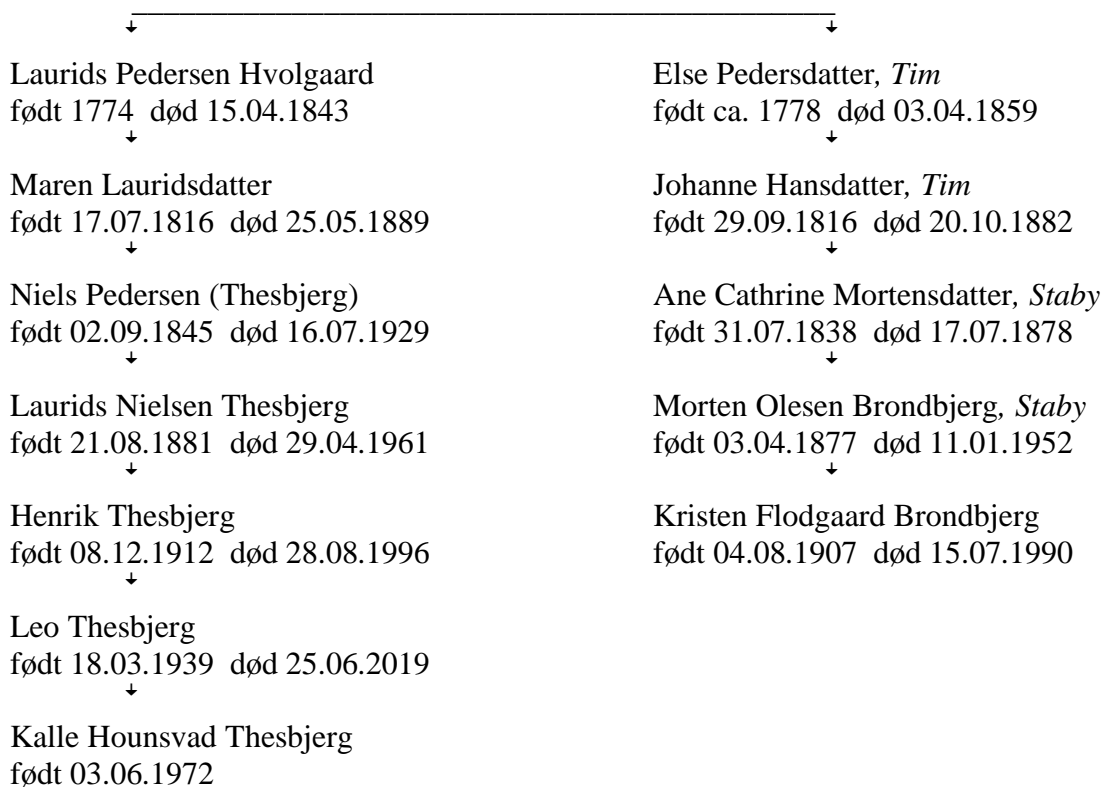 Laurids Pedersen Hvolgaard
født 1774 død 15.04.1843
Maren Lauridsdatter
født 17.07.1816 død 25.05.1889
Niels Pedersen (Thesbjerg)
født 02.09.1845 død 16.07.1929
Laurids Nielsen Thesbjerg
født 21.08.1881 død 29.04.1961
Henrik Thesbjerg
født 08.12.1912 død 28.08.1996
Leo Thesbjerg
født 18.03.1939 død 25.06.2019
Kalle Hounsvad Thesbjerg
født 03.06.1972
Else Pedersdatter, Tim
født ca. 1778 død 03.04.1859
Johanne Hansdatter, Tim
født 29.09.1816 død 20.10.1882
Ane Cathrine Mortensdatter, Staby
født 31.07.1838 død 17.07.1878
Morten Olesen Brondbjerg, Staby
født 03.04.1877 død 11.01.1952
Kristen Flodgaard Brondbjerg
født 04.08.1907 død 15.07.1990